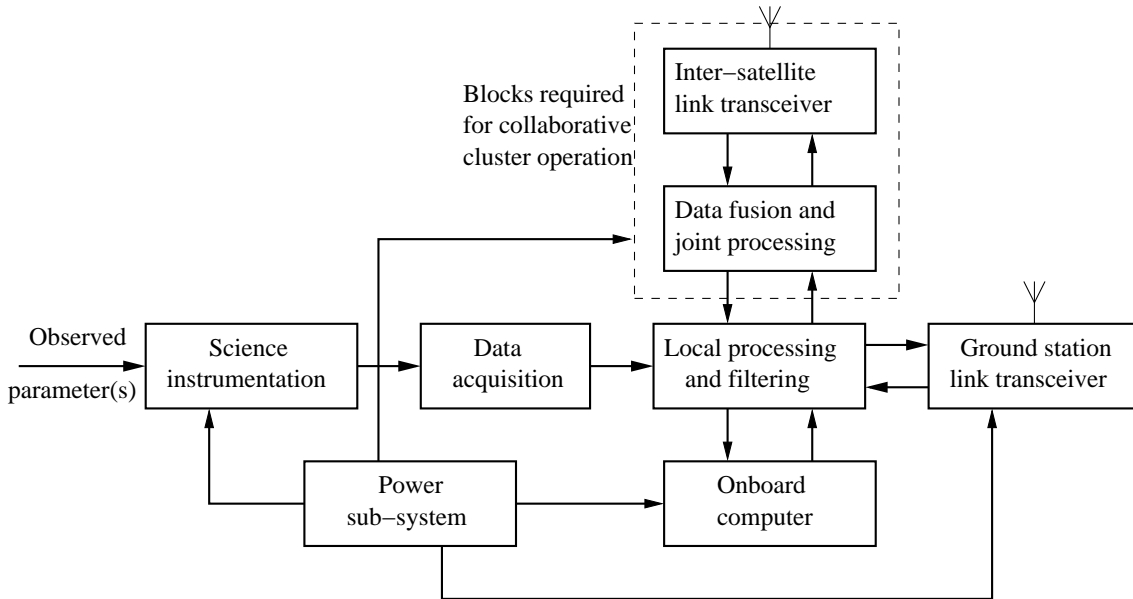 Inter−satellite
link transceiver
Blocks required
for collaborative
cluster operation
Data fusion and
joint processing
Observed
parameter(s)
Science
instrumentation
Data
acquisition
Local processing
and filtering
Ground station
link transceiver
Power
sub−system
Onboard
computer